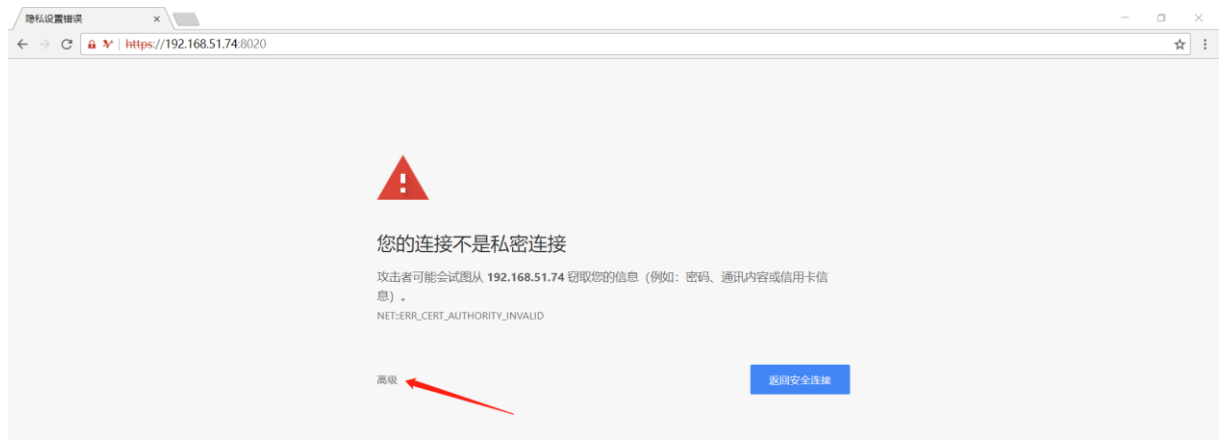 隐私设置错误
https://192.168.51.74:8020
您的连接不是私密连接
攻击者可能会试图从 192.168.51.74 窃取您的信息（例如：密码、通讯内容或信用卡信
息）。
NET::ERR_CERT_AUTHORITY_INVALID
高级
返回安全连接